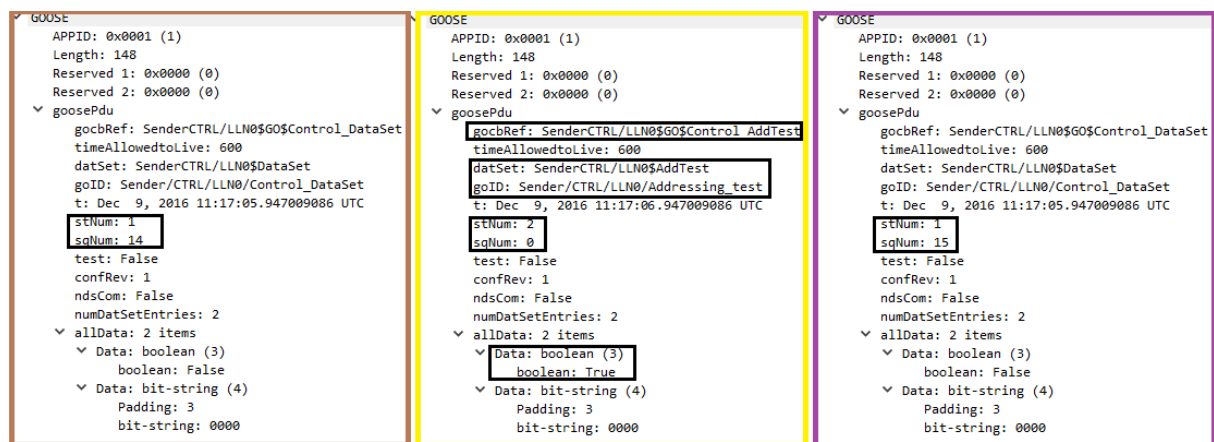 GOOSE
APPID: 0x0001 (1)
Length: 148
Reserved 1: 0x0000 (0)
Reserved 2: 0x0000 (0)
goosePdu
gocbRef: SenderCTRL/LLN0$GO$Control_DataSet
timeAllowedtoLive: 600
datSet: SenderCTRL/LLN0$DataSet
goID: Sender/CTRL/LLN0/Control_DataSet
t: Dec 9, 2016 11:17:05.947009086 UTC
stNum: 1
sqNum: 14
test: False
confRev: 1
ndsCom: False
numDatSetEntries: 2
allData: 2 items
Data: boolean (3)
boolean: False
Data: bit-string (4)
Padding: 3
bit-string: 0000
GOOSE
APPID: 0x0001 (1)
Length: 148
Reserved 1: 0x0000 (0)
Reserved 2: 0x0000 (0)
goosePdu
gocbRef: SenderCTRL/LLN0$GO$Control_AddTest
timeAllowedtoLive: 600
datSet: SenderCTRL/LLN0$AddTest
goID: Sender/CTRL/LLN0/Addressing_test
t: Dec 9, 2016 11:17:06.947009086 UTC
stNum: 2
sqNum: 0
test: False
confRev: 1
ndsCom: False
numDatSetEntries: 2
allData: 2 items
Data: boolean (3)
boolean: True
Data: bit-string (4)
Padding: 3
bit-string: 0000
GOOSE
APPID: 0x0001 (1)
Length: 148
Reserved 1: 0x0000 (0)
Reserved 2: 0x0000 (0)
goosePdu
gocbRef: SenderCTRL/LLN0$GO$Control_DataSet
timeAllowedtoLive: 600
datSet: SenderCTRL/LLN0$DataSet
goID: Sender/CTRL/LLN0/Control_DataSet
t: Dec 9, 2016 11:17:05.947009086 UTC
stNum: 1
sqNum: 15
test: False
confRev: 1
ndsCom: False
numDatSetEntries: 2
allData: 2 items
Data: boolean (3)
boolean: False
Data: bit-string (4)
Padding: 3
bit-string: 0000